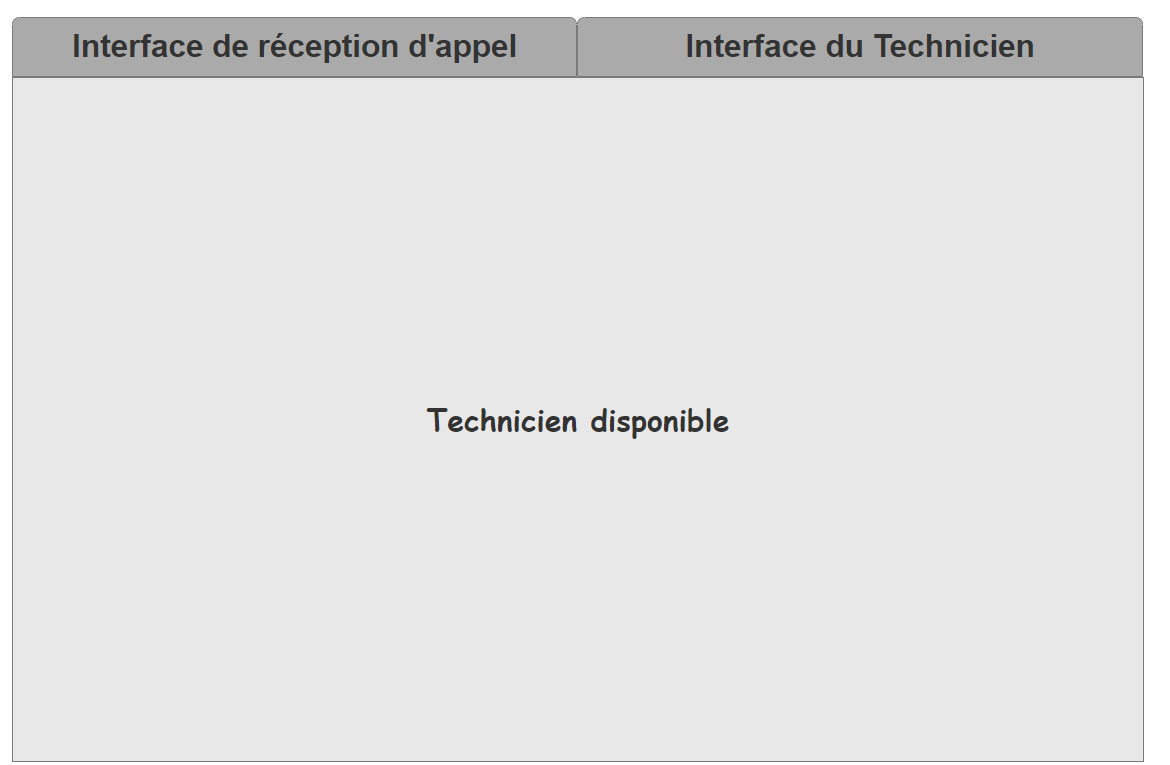 Interface de réception d'appel
Interface du Technicien
Technicien disponible